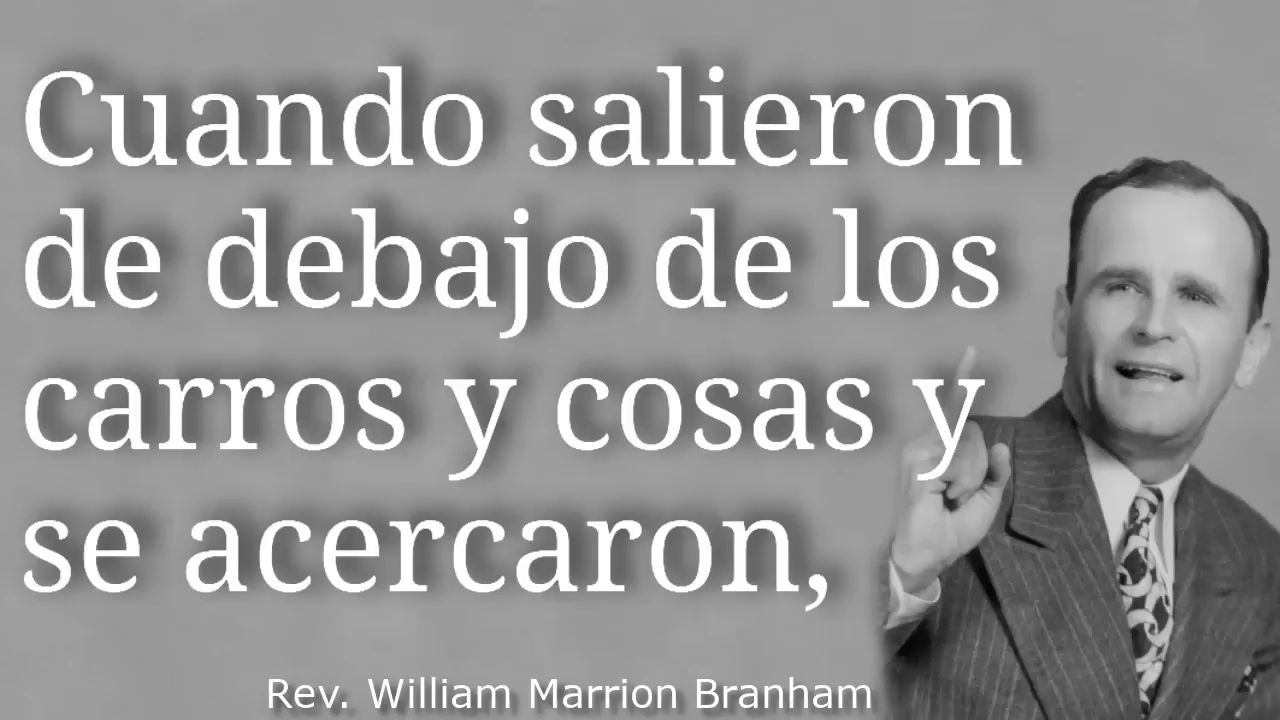 Cuando salieron
de debajo de los
carros y cosas y
se acercaron,
Rev. William Marrion Branham